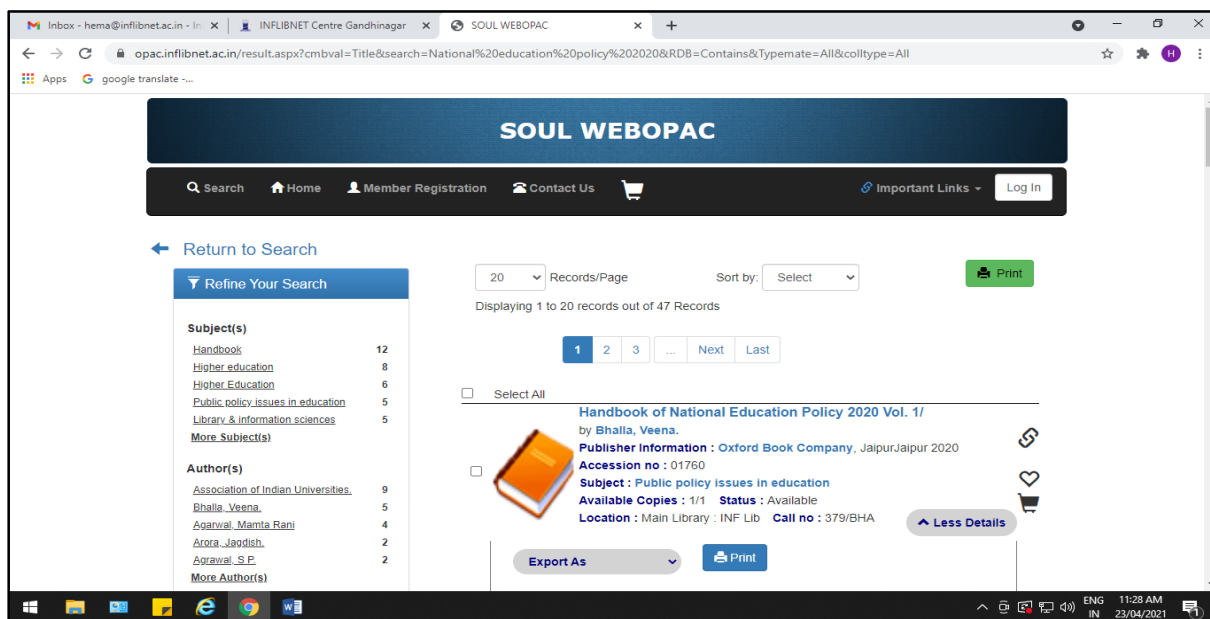 Inbox - hema@inflibnet.ac.in - In
INFLIBNET Centre Gandhinagar
SOUL WEBOPAC
opac.inflibnet.ac.in/result.aspx?cmbval=Title&search=National%20education%20policy%202020&RDB=Contains&Typemate=All&colltype=All
H
Apps
G google translate -...
SOUL WEBOPAC
Search Home Member Registration Contact Us Important Links Log In
Return to Search
Refine Your Search
Subject(s)
Handbook 12
Higher education 8
Higher Education 6
Public policy issues in education 5
Library & information sciences 5
More Subject(s)
Author(s)
Association of Indian Universities. 9
Bhalla, Veena. 5
Agarwal, Mamta Rani 4
Arora, Jagdish. 2
Agrawal, S P. 2
More Author(s)
20 Records/Page Sort by: Select Print
Displaying 1 to 20 records out of 47 Records
1 2 3 ... Next Last
Select All
Handbook of National Education Policy 2020 Vol. 1/
by Bhalla, Veena.
Publisher Information : Oxford Book Company, JaipurJaipur 2020
Accession no : 01760
Subject : Public policy issues in education
Available Copies : 1/1 Status : Available
Location : Main Library : INF Lib Call no : 379/BHA
Less Details
Export As Print
ENG 11:28 AM
IN 23/04/2021
1